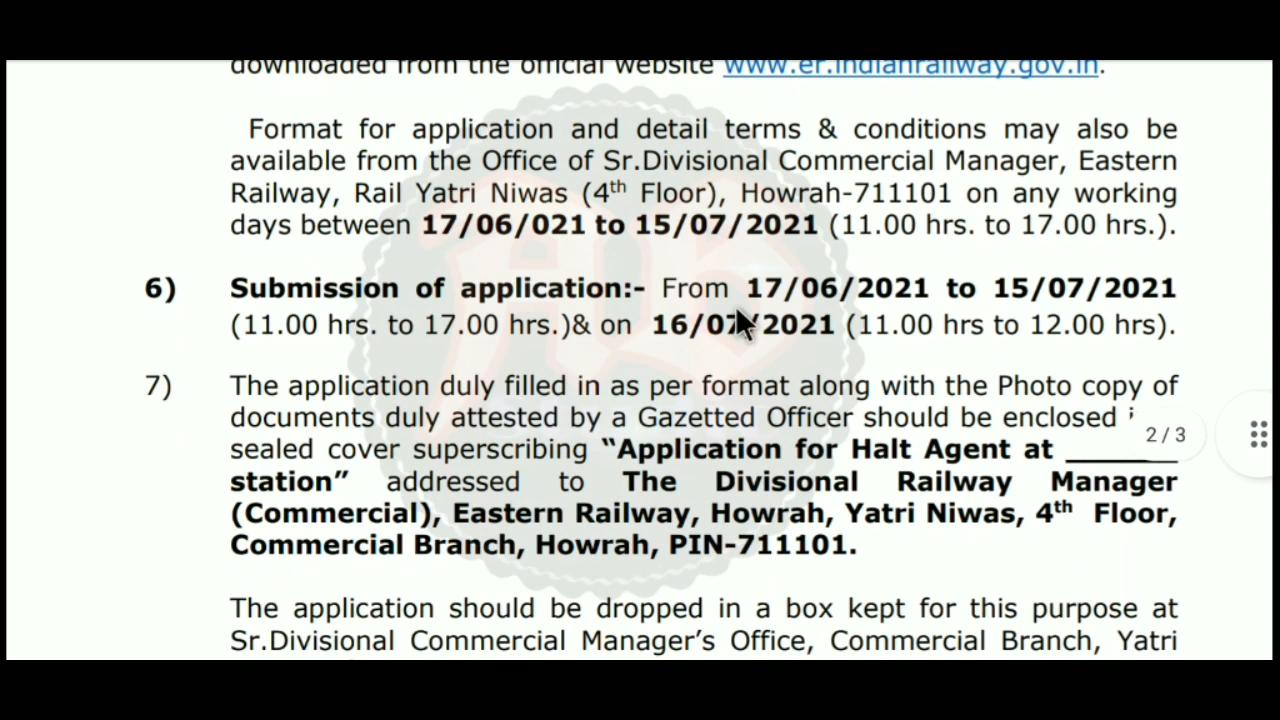 downloaded from the official website www.er.indianrailway.gov.in.
Format for application and detail terms & conditions may also be
available from the Office of Sr.Divisional Commercial Manager, Eastern
Railway, Rail Yatri Niwas (4th Floor), Howrah-711101 on any working
days between 17/06/021 to 15/07/2021 (11.00 hrs. to 17.00 hrs.).
6) Submission of application:- From 17/06/2021 to 15/07/2021
(11.00 hrs. to 17.00 hrs.)& on 16/07/2021 (11.00 hrs to 12.00 hrs).
7) The application duly filled in as per format along with the Photo copy of
documents duly attested by a Gazetted Officer should be enclosed
sealed cover superscribing “Application for Halt Agent at ________
2/3
station” addressed to The Divisional Railway Manager
(Commercial), Eastern Railway, Howrah, Yatri Niwas, 4th Floor,
Commercial Branch, Howrah, PIN-711101.
The application should be dropped in a box kept for this purpose at
Sr.Divisional Commercial Manager’s Office, Commercial Branch, Yatri